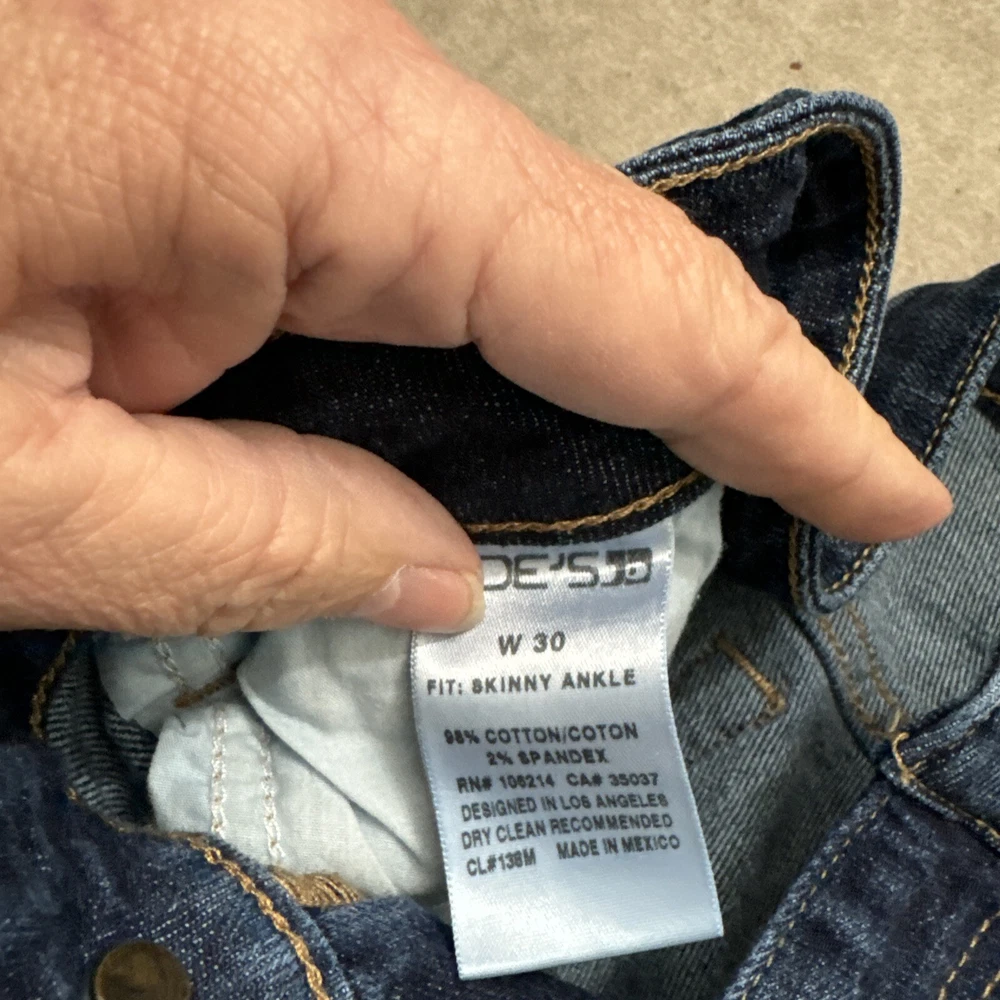 OE'S
W 30
FIT: SKINNY ANKLE
98% COTTON/COTON
2% SPANDEX
RN# 106214 CA# 35037
DESIGNED IN LOS ANGELES
DRY CLEAN RECOMMENDED
CL#138M MADE IN MEXICO